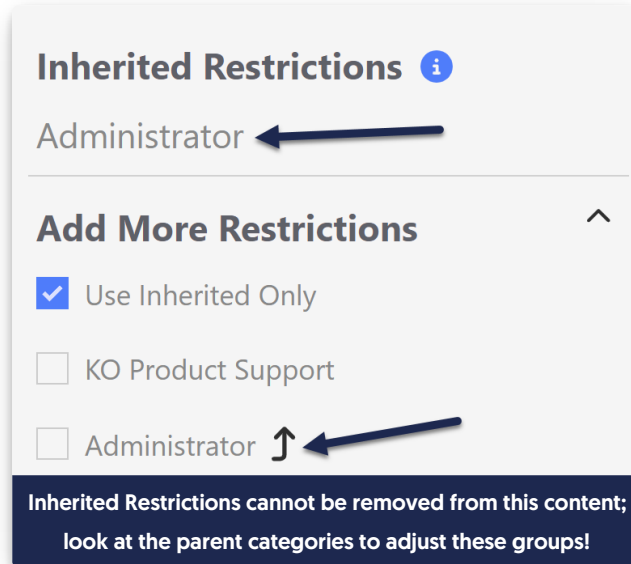 Inherited Restrictions i
Administrator
Add More Restrictions
Use Inherited Only
KO Product Support
Administrator
Inherited Restrictions cannot be removed from this content;
look at the parent categories to adjust these groups!